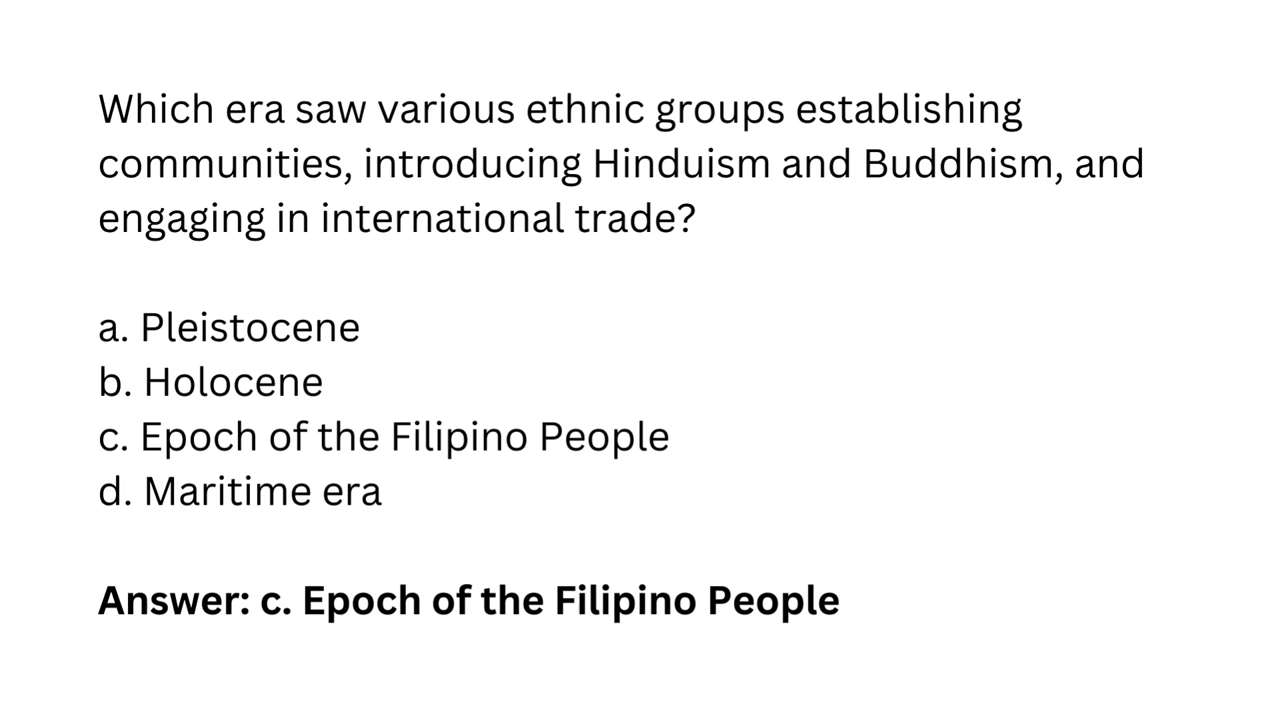 Which era saw various ethnic groups establishing
communities, introducing Hinduism and Buddhism, and
engaging in international trade?
a. Pleistocene
b. Holocene
c. Epoch of the Filipino People
d. Maritime era
Answer: c. Epoch of the Filipino People